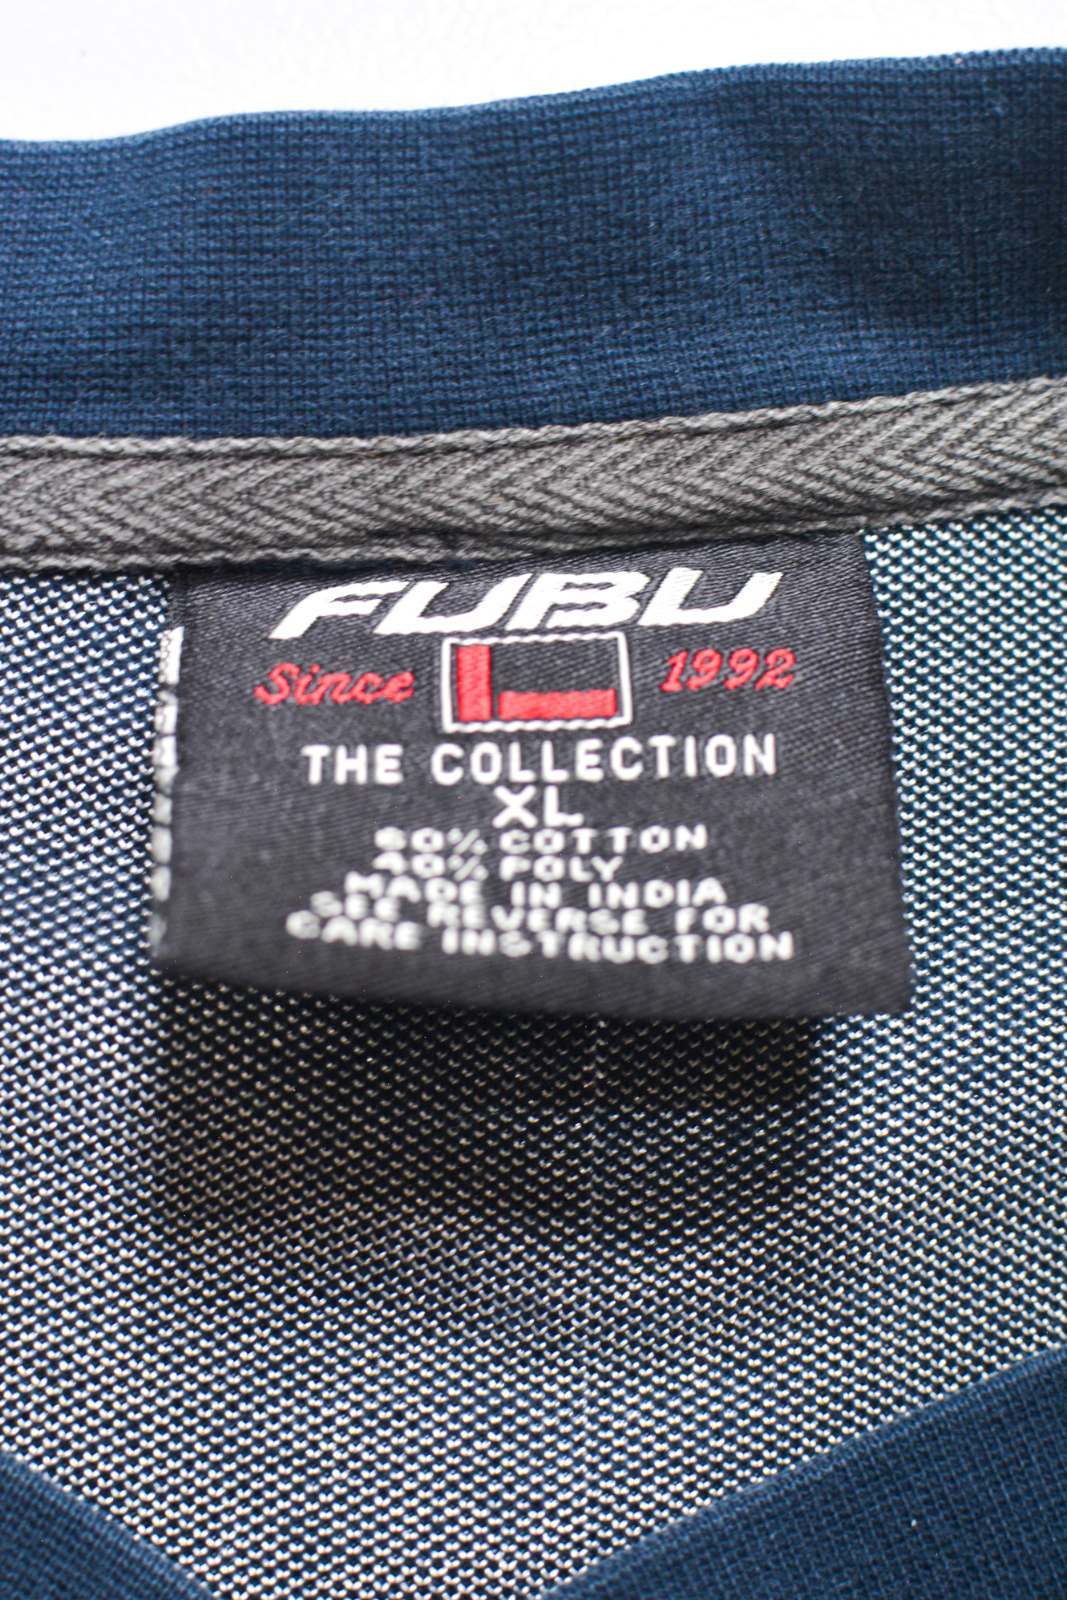 FUBU
Since 1992
THE COLLECTION
XL
60% COTTON
40% POLY
MADE IN INDIA
SEE REVERSE FOR
CARE INSTRUCTION